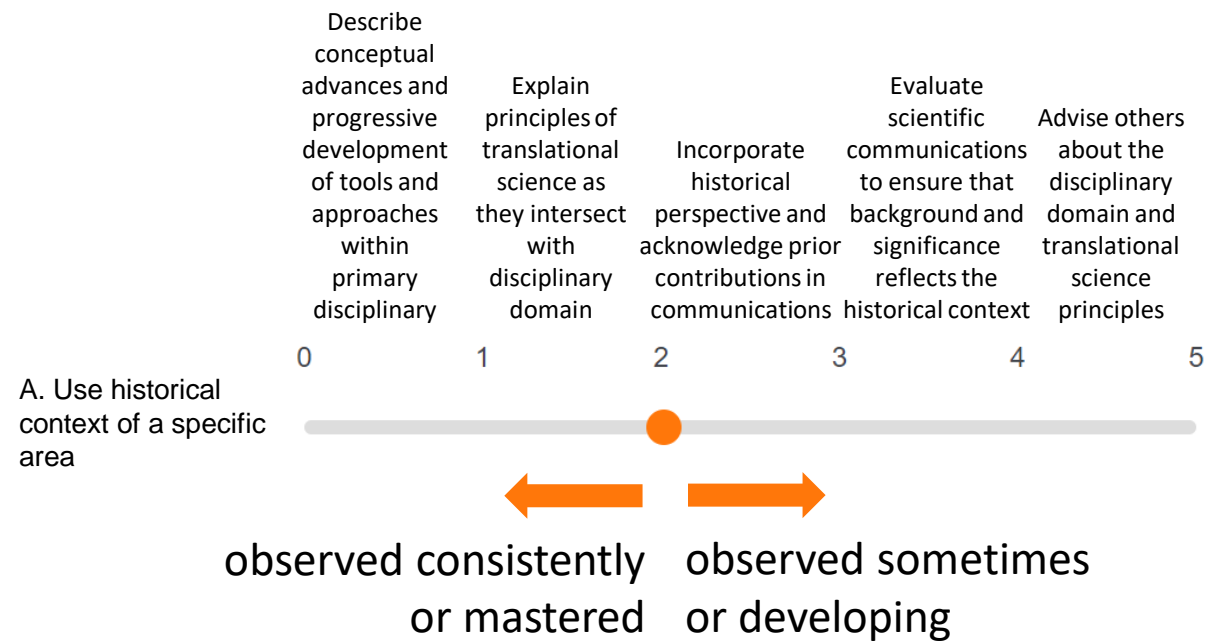 Describe
conceptual
advances and
progressive
development
of tools and
approaches
within
primary
disciplinary
Explain
principles of
translational
science as
they intersect
with
disciplinary
domain
Incorporate
historical
perspective and
acknowledge prior
contributions in
communications
Evaluate
scientific
communications
to ensure that
background and
significance
reflects the
historical context
Advise others
about the
disciplinary
domain and
translational
science
principles
0 1 2 3 4 5
A. Use historical
context of a specific
area
observed consistently
or mastered
observed sometimes
or developing